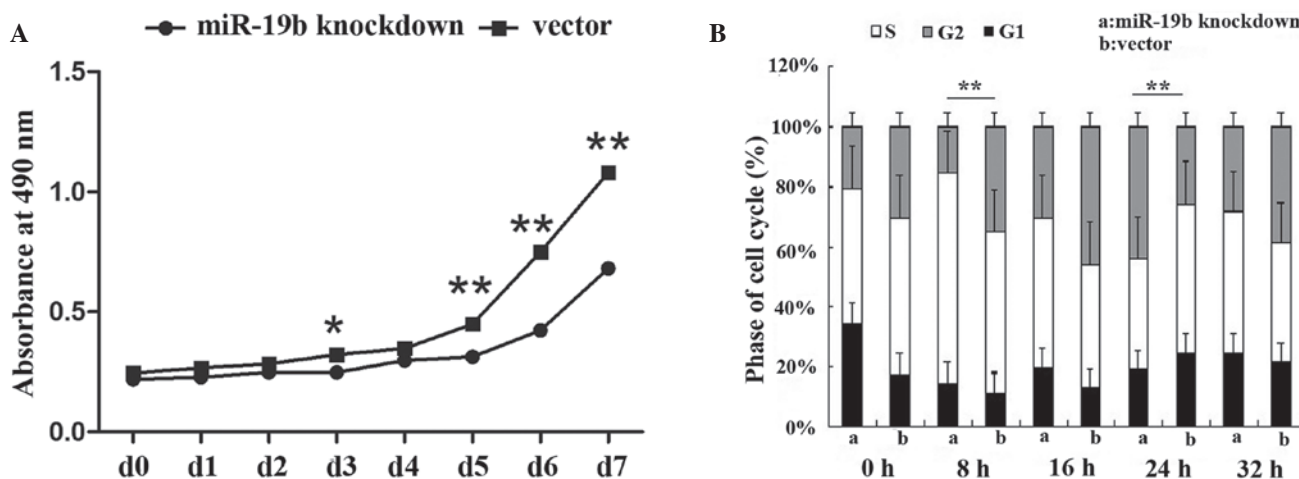 A
miR-19b knockdown vector
Absorbance at 490 nm
1.5
1.0
0.5
0.0
* ** ** **
d0 d1 d2 d3 d4 d5 d6 d7
B
S G2 G1
a:miR-19b knockdown
b:vector
Phase of cell cycle (%)
120%
100%
80%
60%
40%
20%
0%
** **
a b a b a b a b a b
0 h 8 h 16 h 24 h 32 h